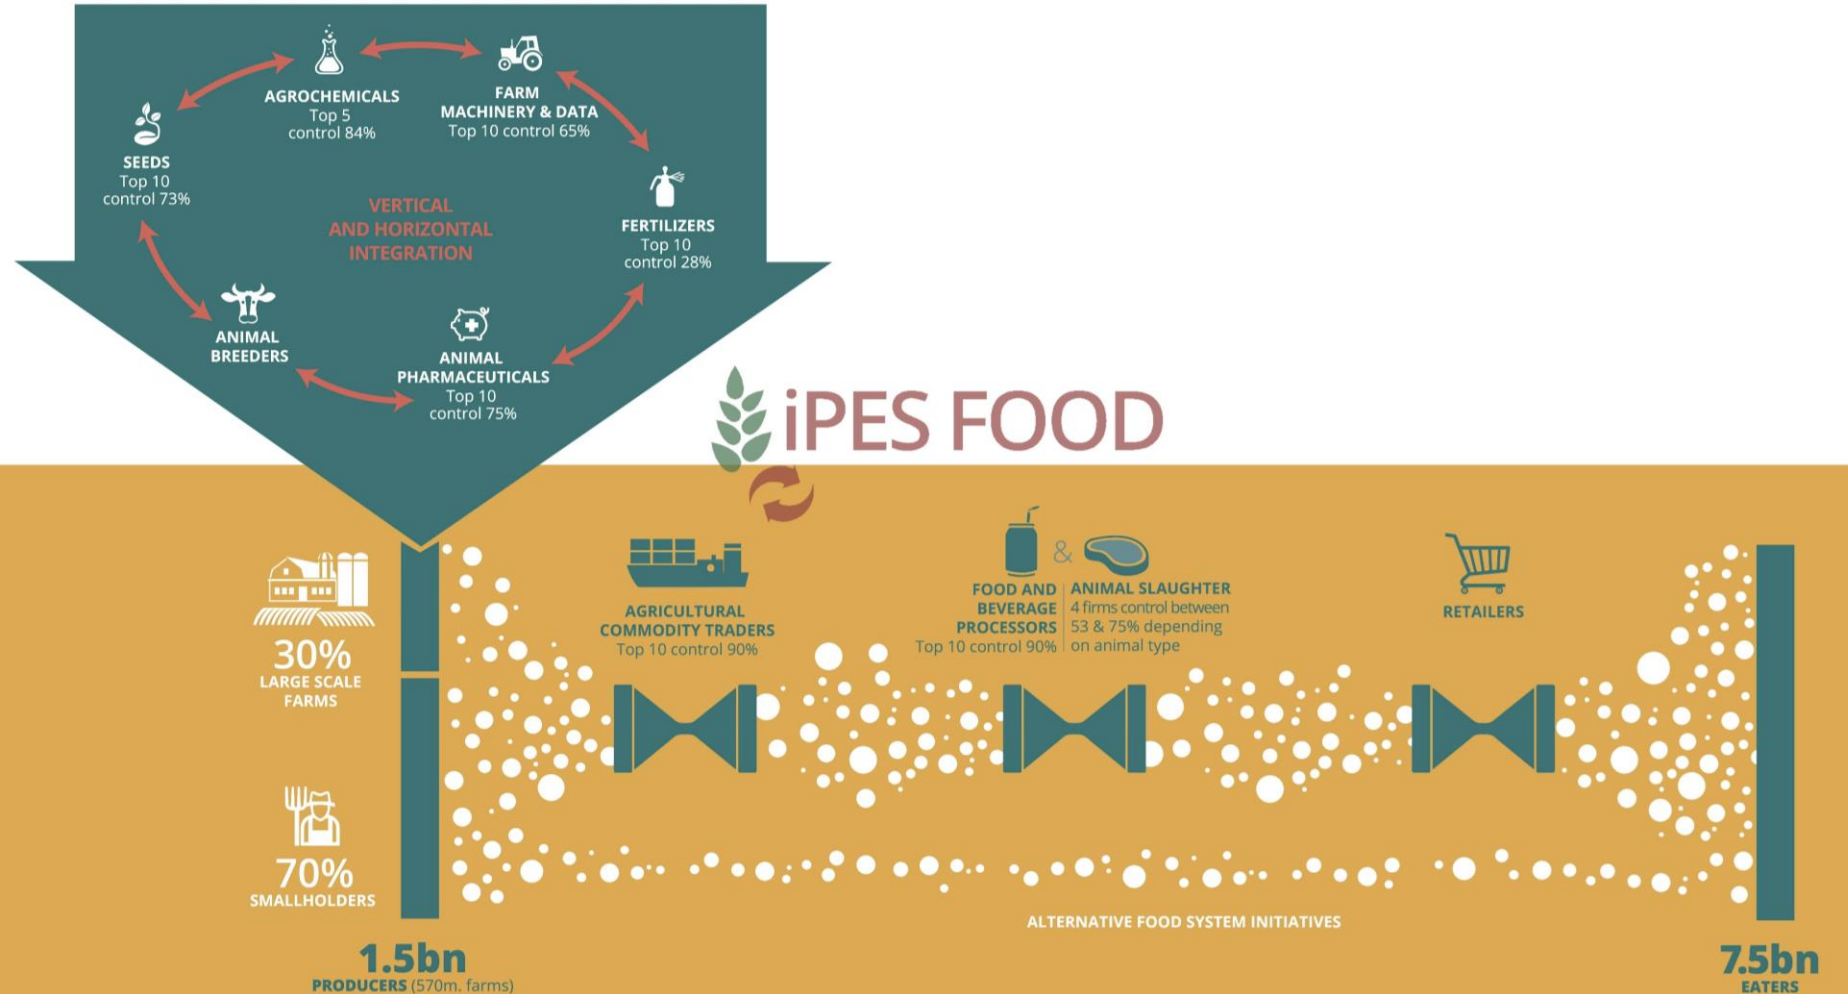 AGROCHEMICALS
Top 5
control 84%
FARM
MACHINERY & DATA
Top 10 control 65%
SEEDS
Top 10
control 73%
VERTICAL
AND HORIZONTAL
INTEGRATION
FERTILIZERS
Top 10
control 28%
ANIMAL
BREEDERS
ANIMAL
PHARMACEUTICALS
Top 10
control 75%
iPES FOOD
30%
LARGE SCALE
FARMS
AGRICULTURAL
COMMODITY TRADERS
Top 10 control 90%
&
FOOD AND
BEVERAGE
PROCESSORS
Top 10 control 90%
ANIMAL SLAUGHTER
4 firms control between
53 & 75% depending
on animal type
RETAILERS
70%
SMALLHOLDERS
ALTERNATIVE FOOD SYSTEM INITIATIVES
1.5bn
PRODUCERS (570m. farms)
7.5bn
EATERS